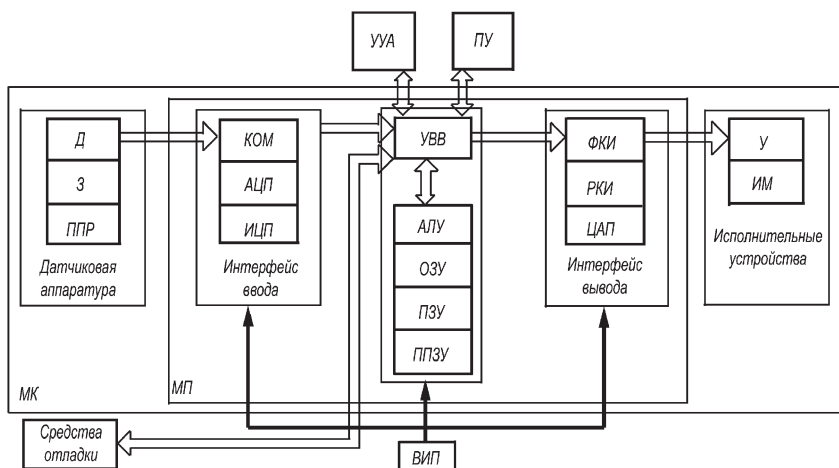 УУА
ПУ
Д
З
ППР
Датчиковая
аппаратура
КОМ
АЦП
ИЦП
Интерфейс
ввода
УВВ
АЛУ
ОЗУ
ПЗУ
ППЗУ
ФКИ
РКИ
ЦАП
Интерфейс
вывода
У
ИМ
Исполнительные
устройства
МК
МП
Средства
отладки
ВИП